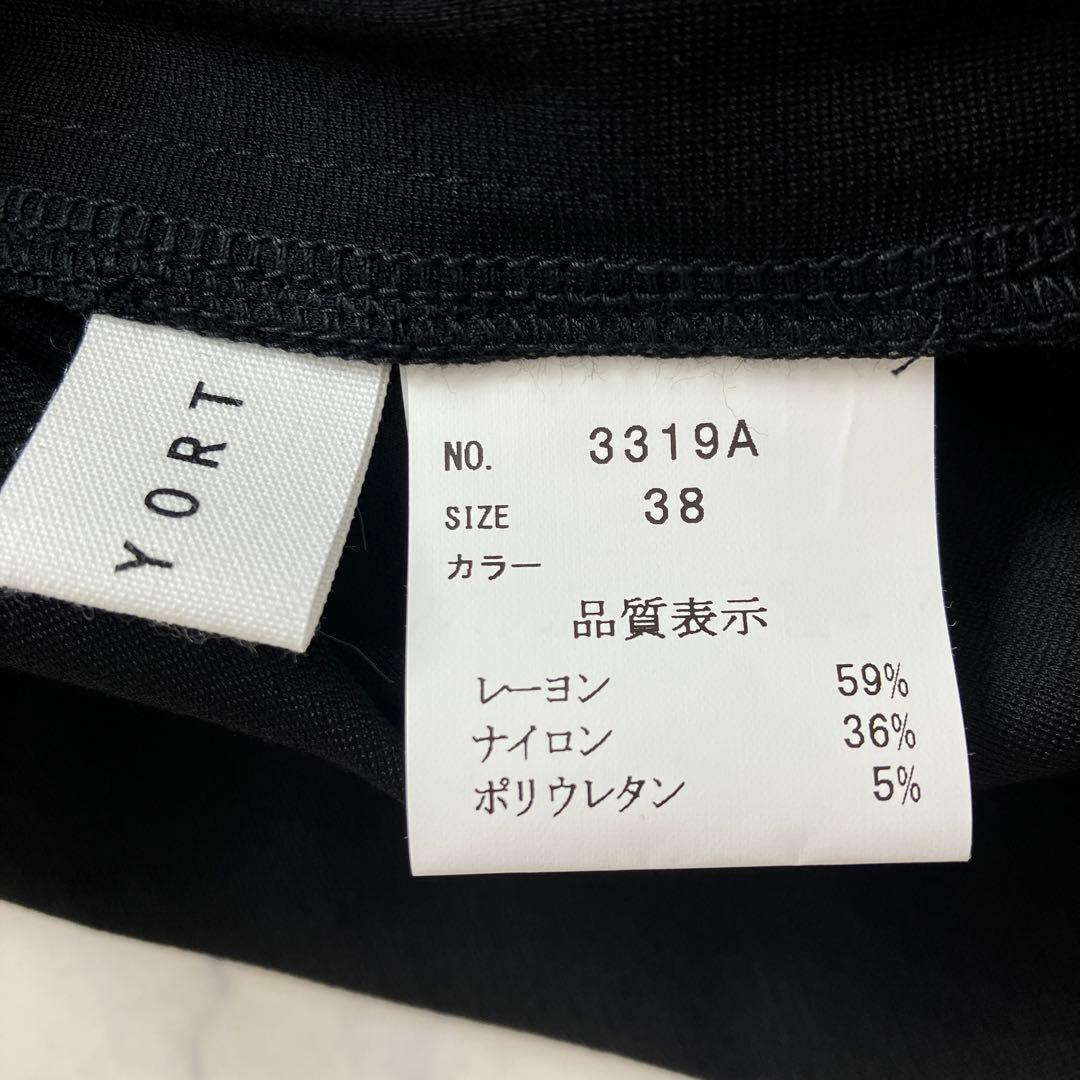 YORT
NO. 3319A
SIZE 38
カラー
品質表示
レーヨン 59%
ナイロン 36%
ポリウレタン 5%